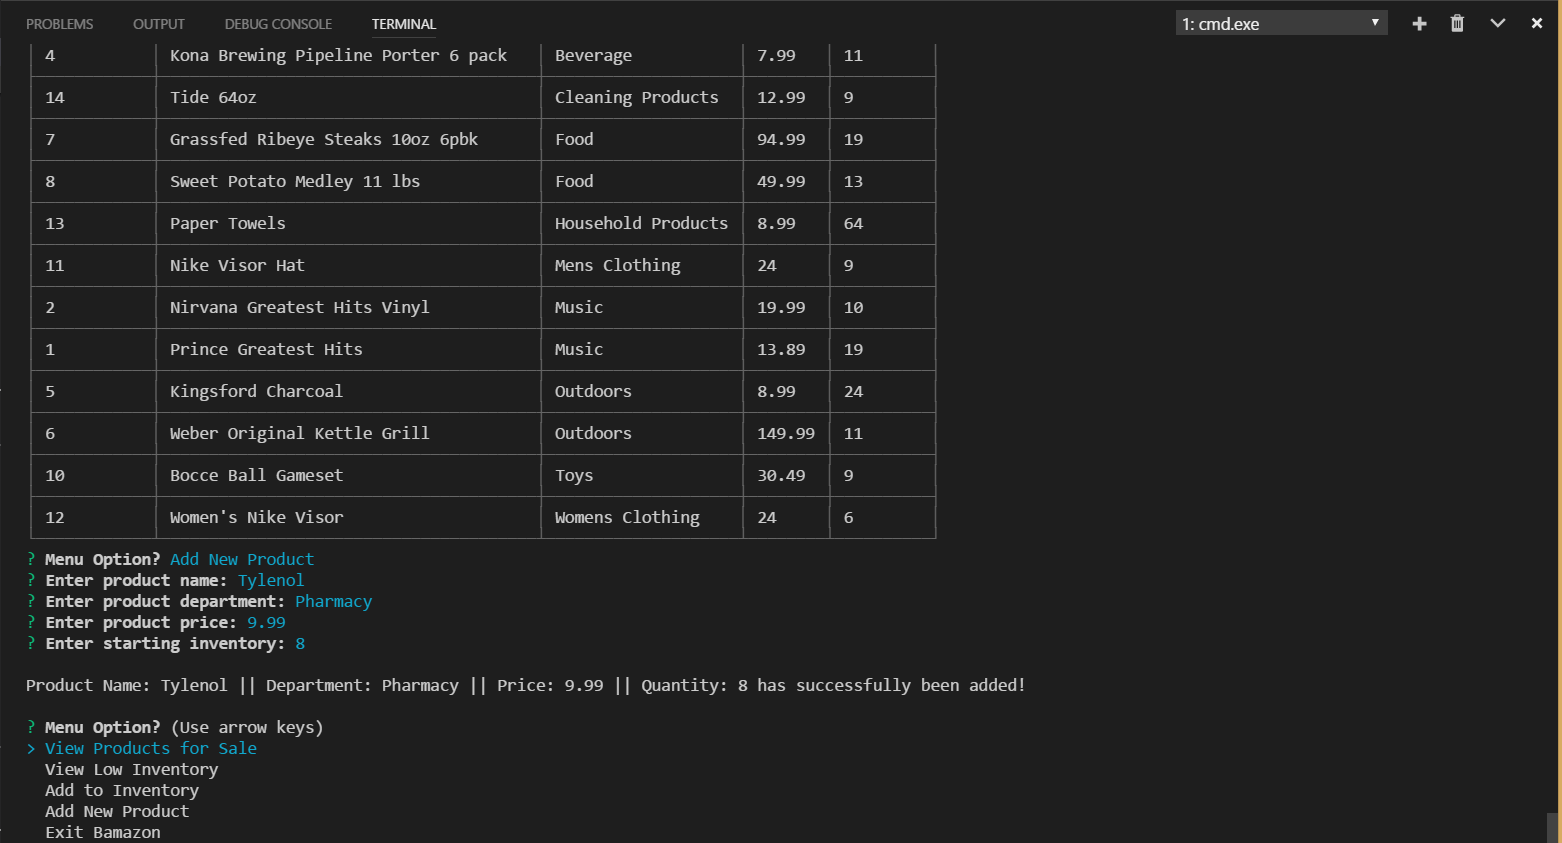 PROBLEMS OUTPUT DEBUG CONSOLE TERMINAL 1: cmd.exe
4 Kona Brewing Pipeline Porter 6 pack Beverage 7.99 11
14 Tide 64oz Cleaning Products 12.99 9
7 Grassfed Ribeye Steaks 10oz 6pbk Food 94.99 19
8 Sweet Potato Medley 11 lbs Food 49.99 13
13 Paper Towels Household Products 8.99 64
11 Nike Visor Hat Mens Clothing 24 9
2 Nirvana Greatest Hits Vinyl Music 19.99 10
1 Prince Greatest Hits Music 13.89 19
5 Kingsford Charcoal Outdoors 8.99 24
6 Weber Original Kettle Grill Outdoors 149.99 11
10 Bocce Ball Gameset Toys 30.49 9
12 Women's Nike Visor Womens Clothing 24 6
? Menu Option? Add New Product
? Enter product name: Tylenol
? Enter product department: Pharmacy
? Enter product price: 9.99
? Enter starting inventory: 8
Product Name: Tylenol || Department: Pharmacy || Price: 9.99 || Quantity: 8 has successfully been added!
? Menu Option? (Use arrow keys)
> View Products for Sale
View Low Inventory
Add to Inventory
Add New Product
Exit Bamazon